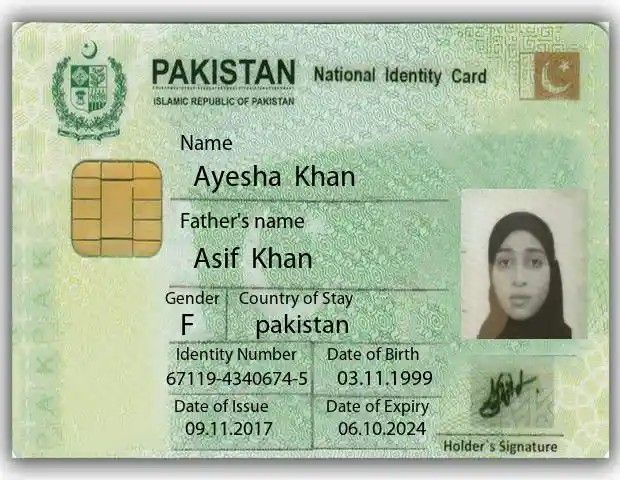 PAKISTAN National Identity Card
ISLAMIC REPUBLIC OF PAKISTAN
Name
Ayesha Khan
Father's name
Asif Khan
Gender Country of Stay
F pakistan
Identity Number Date of Birth
67119-4340674-5 03.11.1999
Date of Issue Date of Expiry
09.11.2017 06.10.2024
Holder`s Signature